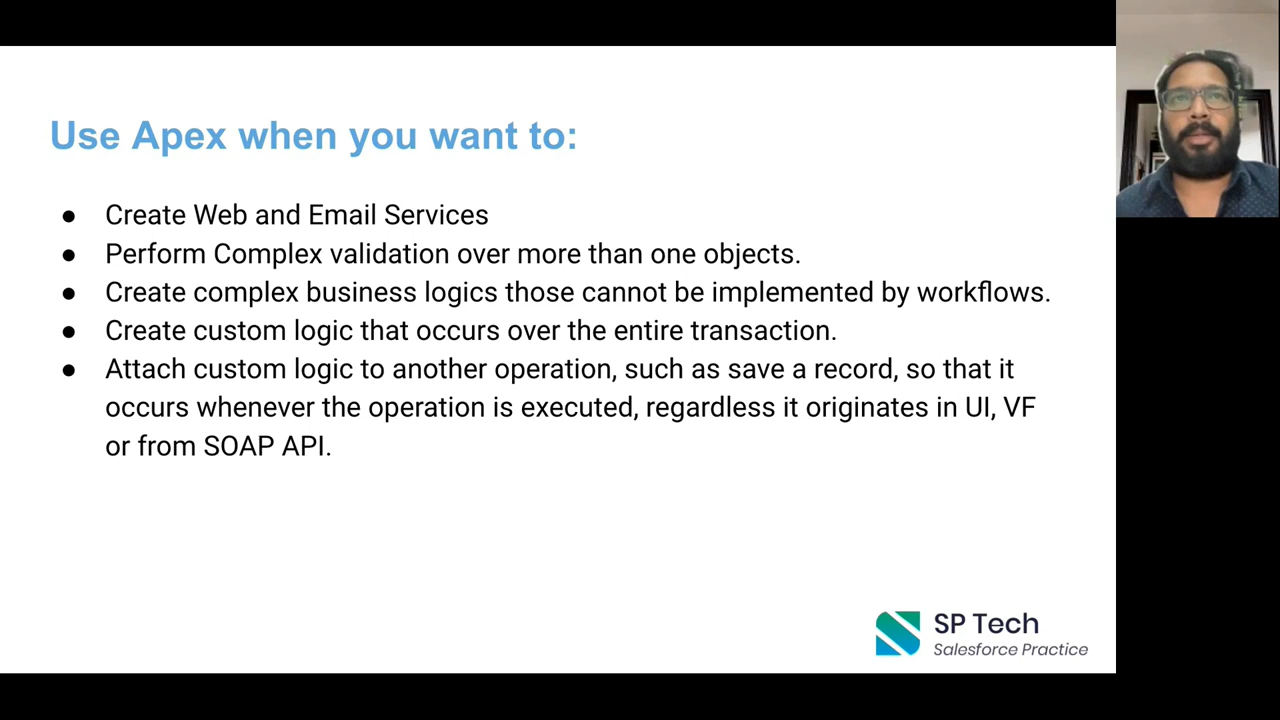 Use Apex when you want to:
● Create Web and Email Services
● Perform Complex validation over more than one objects.
● Create complex business logics those cannot be implemented by workflows.
● Create custom logic that occurs over the entire transaction.
● Attach custom logic to another operation, such as save a record, so that it
occurs whenever the operation is executed, regardless it originates in UI, VF
or from SOAP API.
SP Tech
Salesforce Practice